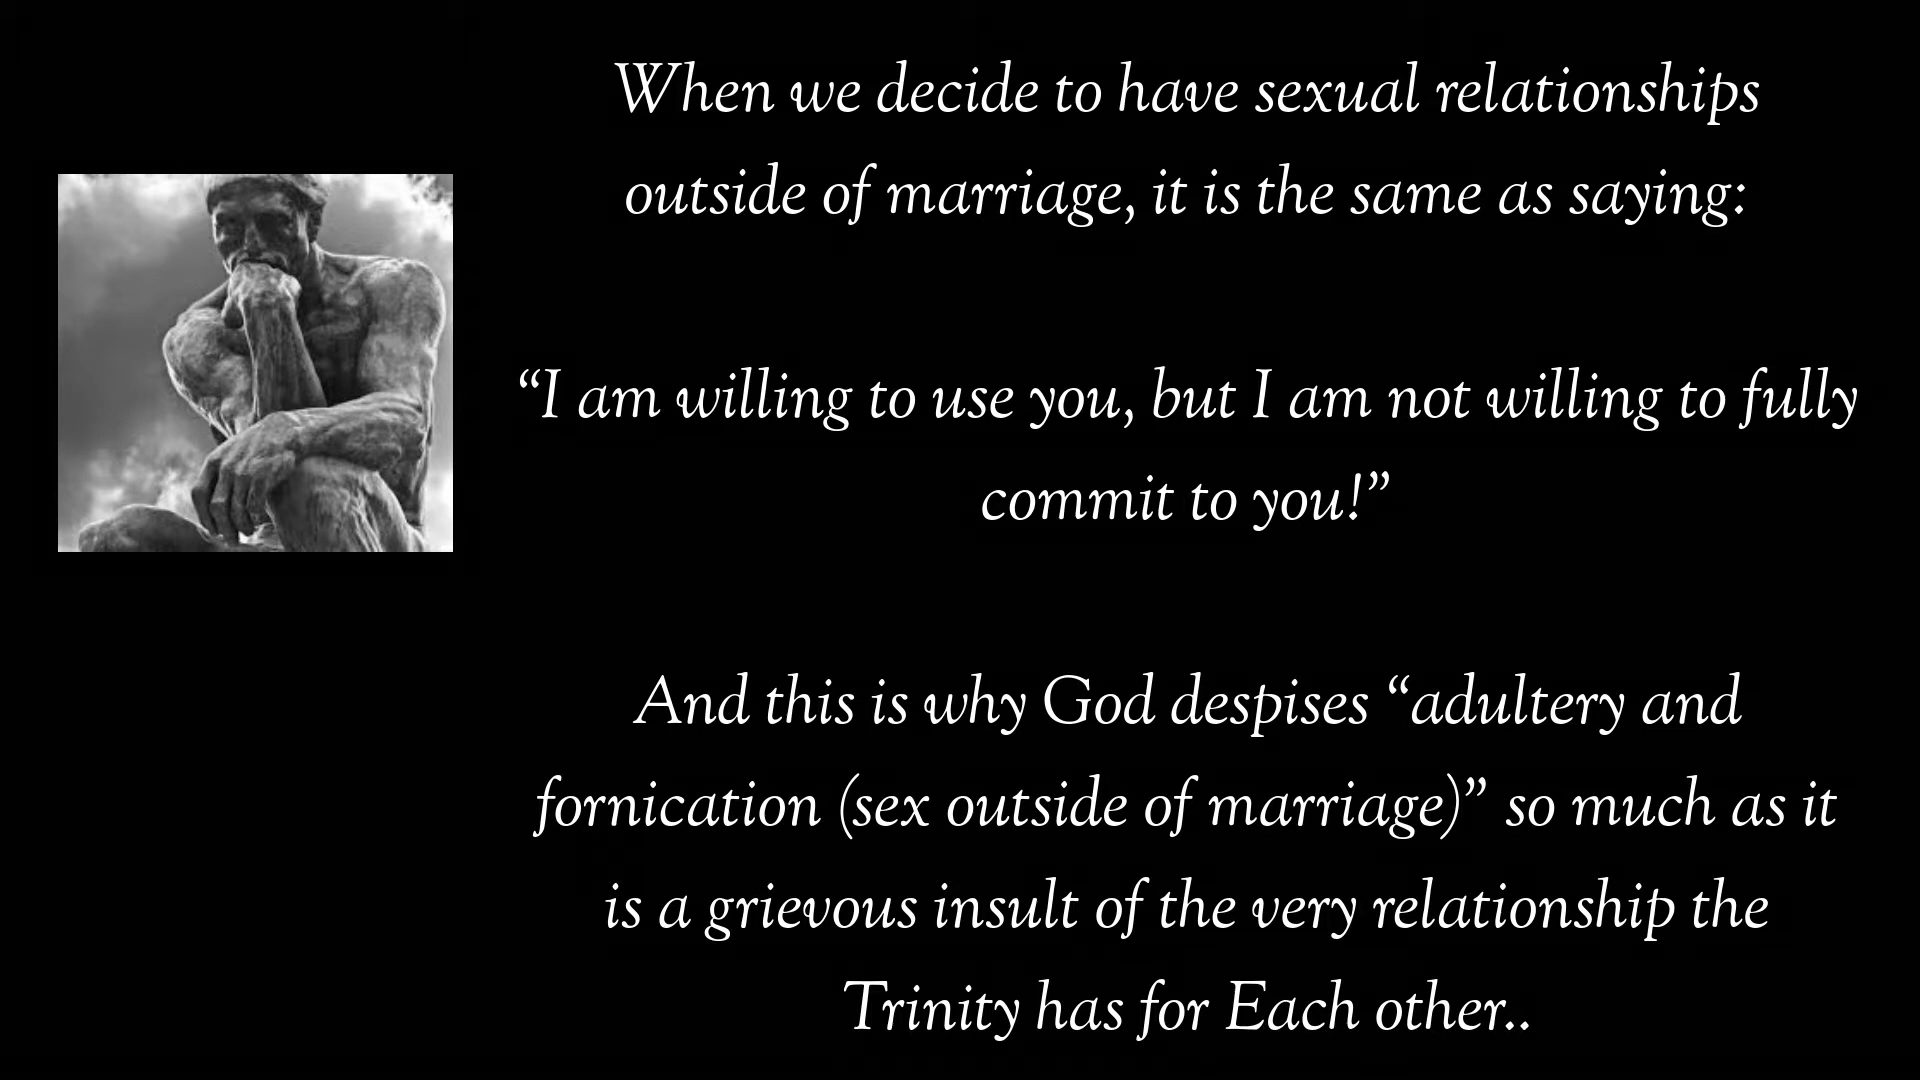 When we decide to have sexual relationships
outside of marriage, it is the same as saying:
“I am willing to use you, but I am not willing to fully
commit to you!”
And this is why God despises “adultery and
fornication (sex outside of marriage)” so much as it
is a grievous insult of the very relationship the
Trinity has for Each other..